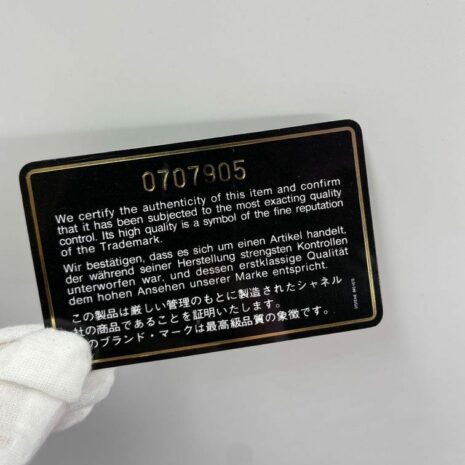 0707905
We certify the authenticity of this item and confirm
that it has been subjected to the most exacting quality
control. Its high quality is a symbol of the fine reputation
of the Trademark.
Wir bestätigen, dass es sich um einen Artikel handelt,
der während seiner Herstellung strengsten Kontrollen
unterworfen war, und dessen erstklassige Qualität
dem hohen Ansehen unserer Marke entspricht.
この製品は厳しい管理のもとに製造されたシャネル
社の商品であることを証明いたします。
のブランド・マークは最高級品質の象徴です。